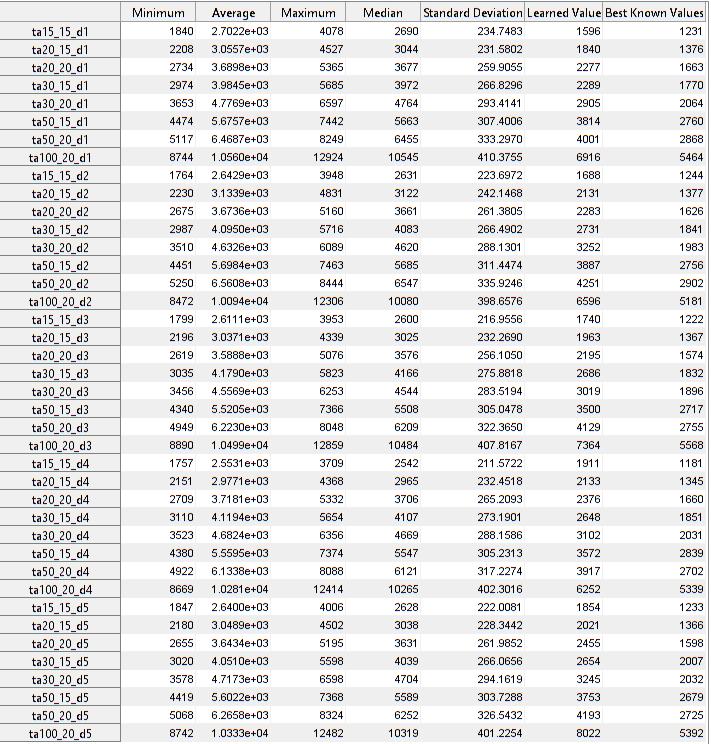 Minimum Average Maximum Median Standard Deviation Learned Value Best Known Values
ta15_15_d1 1840 2.7022e+03 4078 2690 234.7483 1596 1231
ta20_15_d1 2208 3.0557e+03 4527 3044 231.5802 1840 1376
ta20_20_d1 2734 3.6898e+03 5365 3677 259.9055 2277 1663
ta30_15_d1 2974 3.9845e+03 5685 3972 266.8296 2289 1770
ta30_20_d1 3653 4.7769e+03 6597 4764 293.4141 2905 2064
ta50_15_d1 4474 5.6757e+03 7442 5663 307.4006 3814 2760
ta50_20_d1 5117 6.4687e+03 8249 6455 333.2970 4001 2868
ta100_20_d1 8744 1.0560e+04 12924 10545 410.3755 6916 5464
ta15_15_d2 1764 2.6429e+03 3948 2631 223.6972 1688 1244
ta20_15_d2 2230 3.1339e+03 4831 3122 242.1468 2131 1377
ta20_20_d2 2675 3.6736e+03 5160 3661 261.3805 2283 1626
ta30_15_d2 2987 4.0950e+03 5716 4083 266.4902 2731 1841
ta30_20_d2 3510 4.6326e+03 6089 4620 288.1301 3252 1983
ta50_15_d2 4451 5.6984e+03 7463 5685 311.4474 3887 2756
ta50_20_d2 5250 6.5608e+03 8444 6547 335.9246 4251 2902
ta100_20_d2 8472 1.0094e+04 12306 10080 398.6576 6596 5181
ta15_15_d3 1799 2.6111e+03 3953 2600 216.9556 1740 1222
ta20_15_d3 2196 3.0371e+03 4339 3025 232.2690 1963 1367
ta20_20_d3 2619 3.5888e+03 5076 3576 256.1050 2195 1574
ta30_15_d3 3035 4.1790e+03 5823 4166 275.8818 2686 1832
ta30_20_d3 3456 4.5569e+03 6253 4544 283.5194 3019 1896
ta50_15_d3 4340 5.5205e+03 7366 5508 305.0478 3500 2717
ta50_20_d3 4949 6.2230e+03 8048 6209 322.3650 4129 2755
ta100_20_d3 8890 1.0499e+04 12859 10484 407.8167 7364 5568
ta15_15_d4 1757 2.5531e+03 3709 2542 211.5722 1911 1181
ta20_15_d4 2151 2.9771e+03 4368 2965 232.4518 2133 1345
ta20_20_d4 2709 3.7181e+03 5332 3706 265.2093 2376 1660
ta30_15_d4 3110 4.1194e+03 5654 4107 273.1901 2648 1851
ta30_20_d4 3523 4.6824e+03 6356 4669 288.1586 3102 2031
ta50_15_d4 4380 5.5595e+03 7374 5547 305.2313 3572 2839
ta50_20_d4 4922 6.1338e+03 8088 6121 317.2274 3917 2702
ta100_20_d4 8669 1.0281e+04 12414 10265 402.3016 6252 5339
ta15_15_d5 1847 2.6400e+03 4006 2628 222.0081 1854 1233
ta20_15_d5 2180 3.0489e+03 4502 3038 228.3442 2021 1366
ta20_20_d5 2655 3.6434e+03 5195 3631 261.9852 2455 1598
ta30_15_d5 3020 4.0510e+03 5598 4039 266.0656 2654 2007
ta30_20_d5 3578 4.7173e+03 6598 4704 294.1619 3245 2032
ta50_15_d5 4419 5.6022e+03 7368 5589 303.7288 3753 2679
ta50_20_d5 5068 6.2658e+03 8324 6252 326.5432 4193 2725
ta100_20_d5 8742 1.0333e+04 12482 10319 401.2254 8022 5392